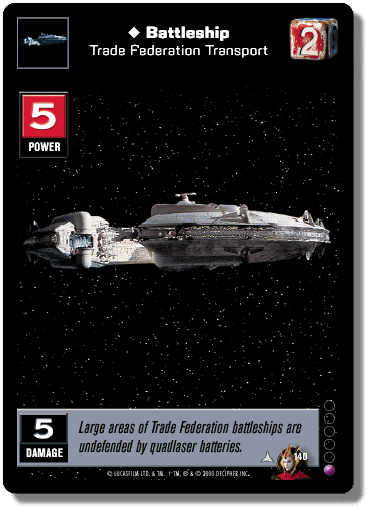 ◆ Battleship
Trade Federation Transport
2
5
POWER
5
DAMAGE
Large areas of Trade Federation battleships are
undefended by quadlaser batteries.
140
© LUCASFILM LTD. & TM. ® & © 2000 DECIPHER INC.